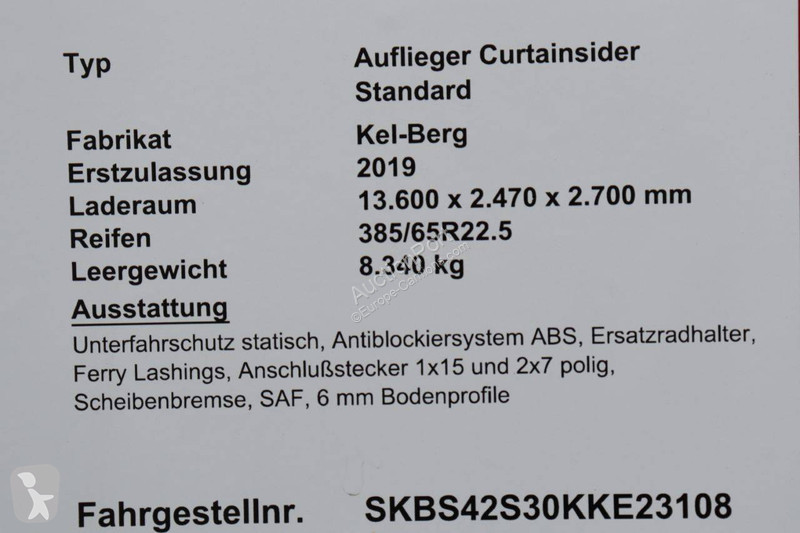 Typ Auflieger Curtainsider
Standard
Fabrikat Kel-Berg
Erstzulassung 2019
Laderaum 13.600 x 2.470 x 2.700 mm
Reifen 385/65R22.5
Leergewicht 8.340 kg
Ausstattung
Unterfahrschutz statisch, Antiblockiersystem ABS, Ersatzradhalter,
Ferry Lashings, Anschlußstecker 1x15 und 2x7 polig,
Scheibenbremse, SAF, 6 mm Bodenprofile
Fahrgestellnr. SKBS42S30KKE23108